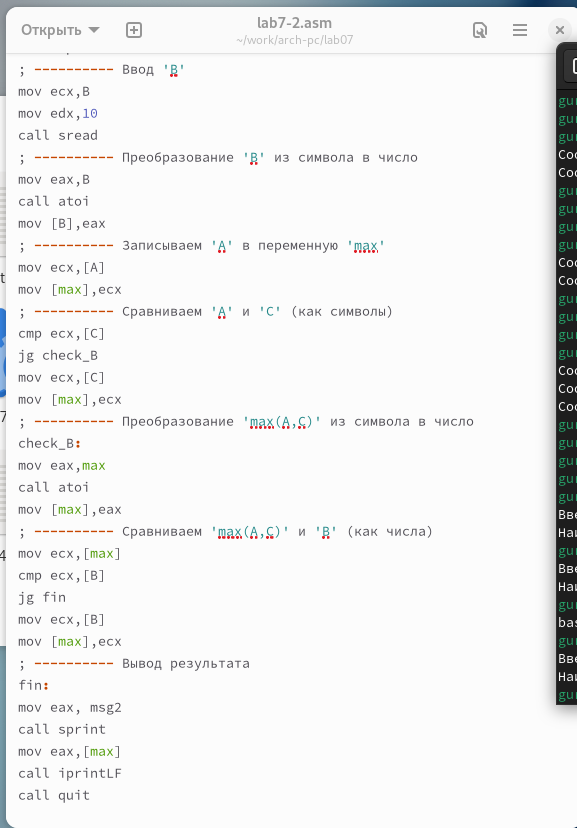 Открыть
lab7-2.asm
~/work/arch-pc/lab07
; ---------- Ввод 'B'
mov ecx,B
mov edx,10
call sread
; ---------- Преобразование 'B' из символа в число
mov eax,B
call atoi
mov [B],eax
; ---------- Записываем 'A' в переменную 'max'
mov ecx,[A]
mov [max],ecx
; ---------- Сравниваем 'A' и 'С' (как символы)
cmp ecx,[C]
jg check_B
mov ecx,[C]
mov [max],ecx
; ---------- Преобразование 'max(A,C)' из символа в число
check_B:
mov eax,max
call atoi
mov [max],eax
; ---------- Сравниваем 'max(A,C)' и 'B' (как числа)
mov ecx,[max]
cmp ecx,[B]
jg fin
mov ecx,[B]
mov [max],ecx
; ---------- Вывод результата
fin:
mov eax, msg2
call sprint
mov eax,[max]
call iprintLF
call quit